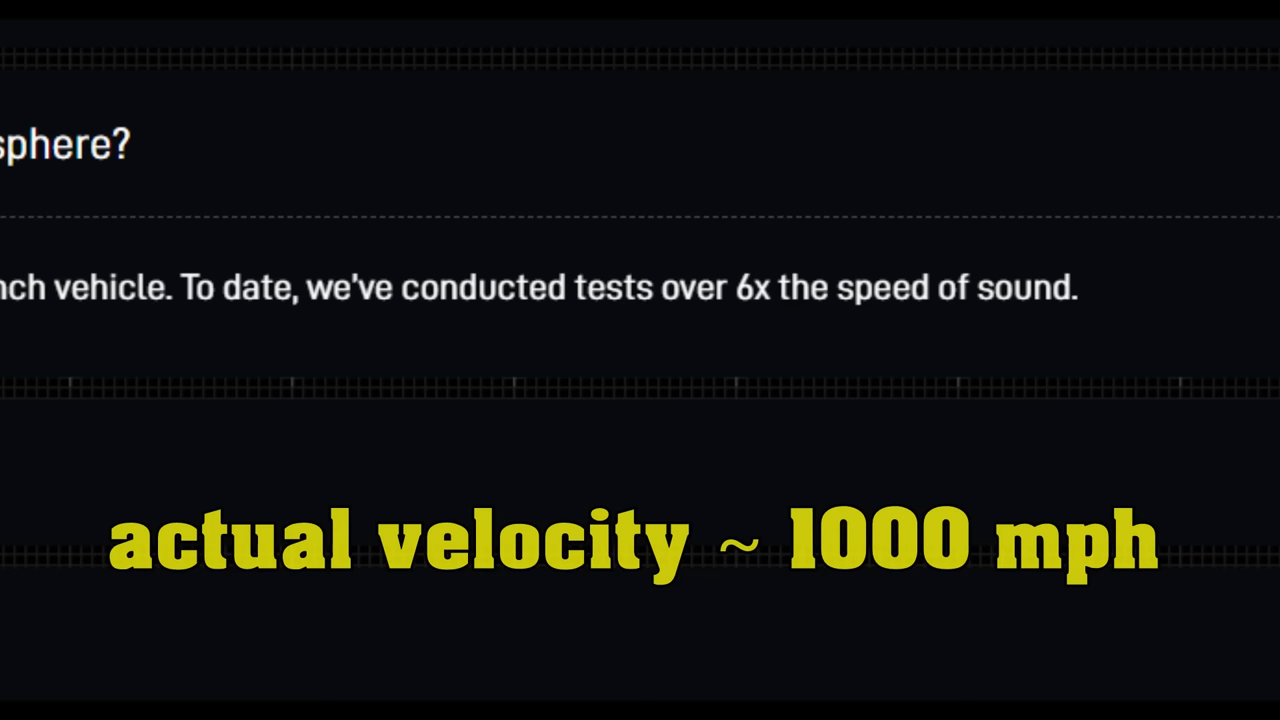 sphere?
nch vehicle. To date, we've conducted tests over 6x the speed of sound.
actual velocity ~ 1000 mph